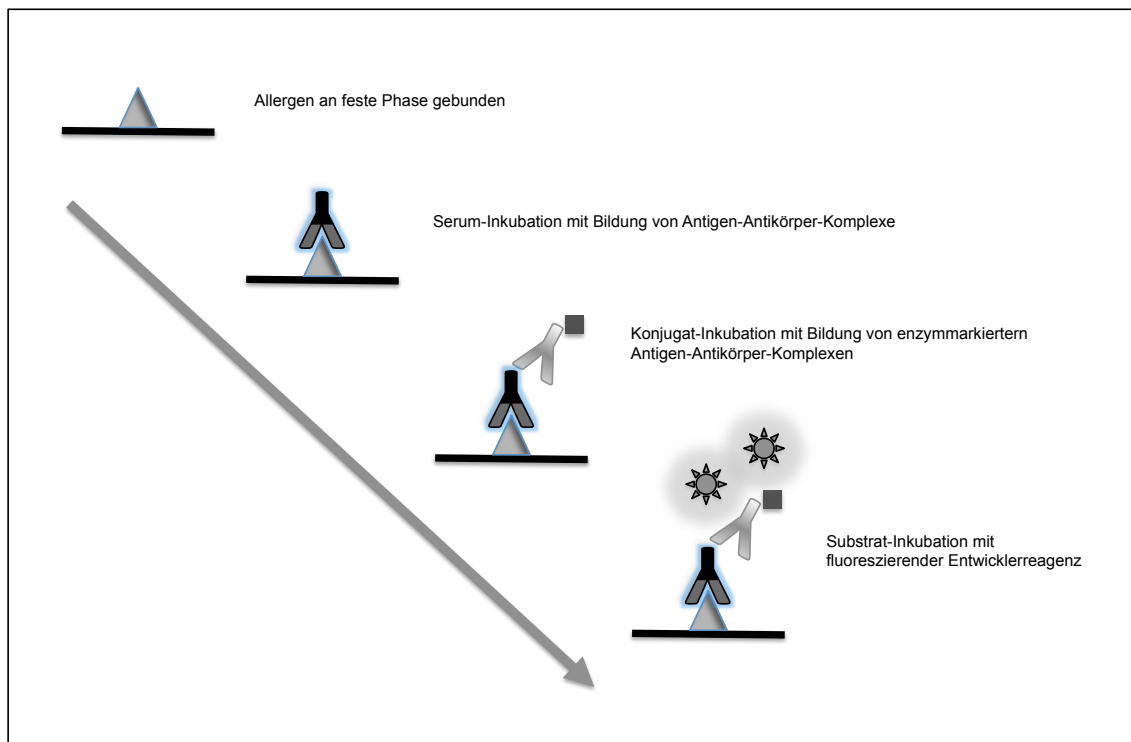 Allergen an feste Phase gebunden
Serum-Inkubation mit Bildung von Antigen-Antikörper-Komplexe
Konjugat-Inkubation mit Bildung von enzymmarkiertern
Antigen-Antikörper-Komplexen
Substrat-Inkubation mit
fluoreszierender Entwicklerreagenz